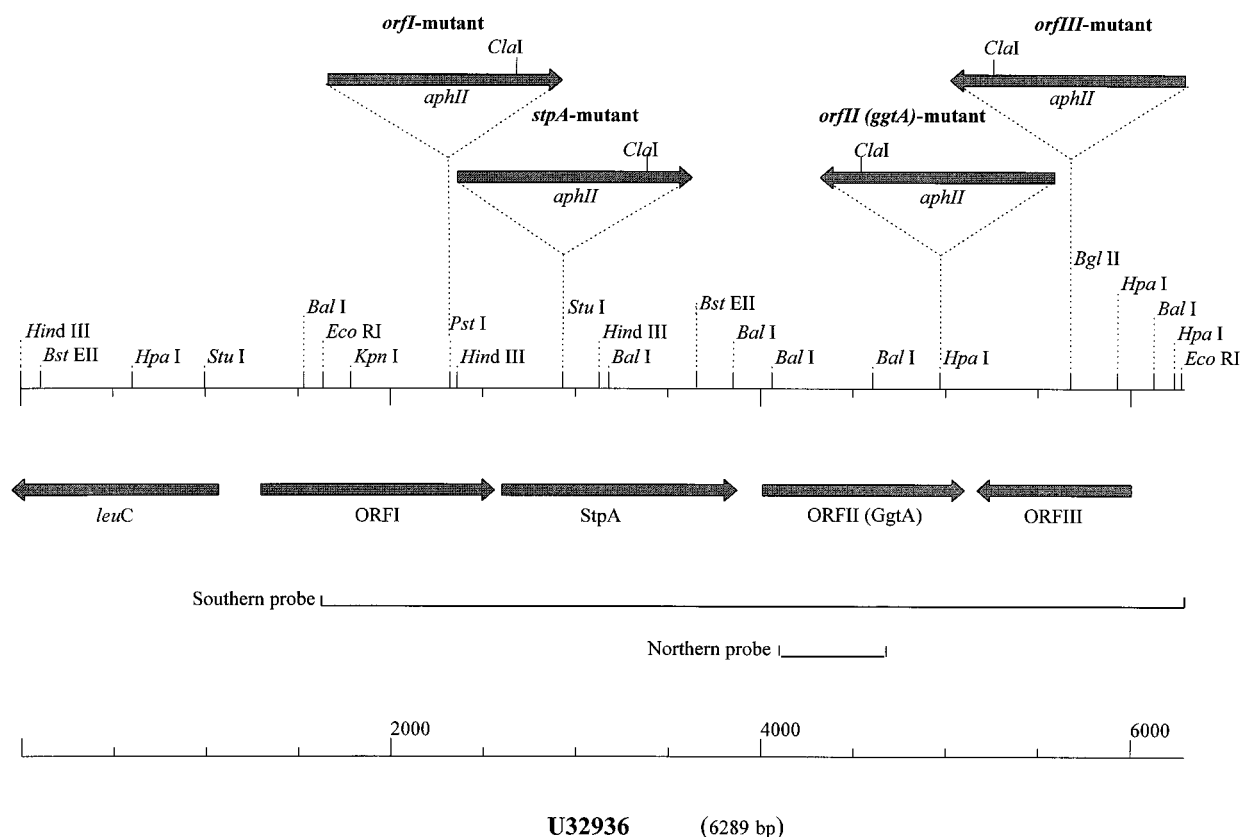 orfI-mutant
orfIII-mutant
ClaI
ClaI
aphII
aphII
stpA-mutant
orfII (ggtA)-mutant
ClaI
ClaI
aphII
aphII
Bgl II
Hpa I
Bal I
Pst I
Stu I
Bst EII
Bal I
Hind III
Eco RI
Hind III
Bal I
Hpa I
Bst EII
Hpa I
Stu I
Kpn I
Hind III
Bal I
Bal I
Bal I
Hpa I
Eco RI
leuC
ORFI
StpA
ORFII (GgtA)
ORFIII
Southern probe
Northern probe
2000
4000
6000
U32936 (6289 bp)